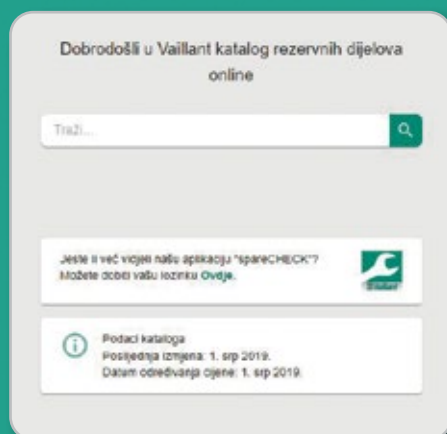 Dobrodošli u Vaillant katalog rezervnih dijelova
online
Traži...
Jeste li već vidjeli našu aplikaciju "spareCHECK"?
Možete dobiti vašu lozinku Ovdje.
Podaci kataloga
Posljednja izmjena: 1. srp 2019.
Datum određivanja cijene: 1. srp 2019.